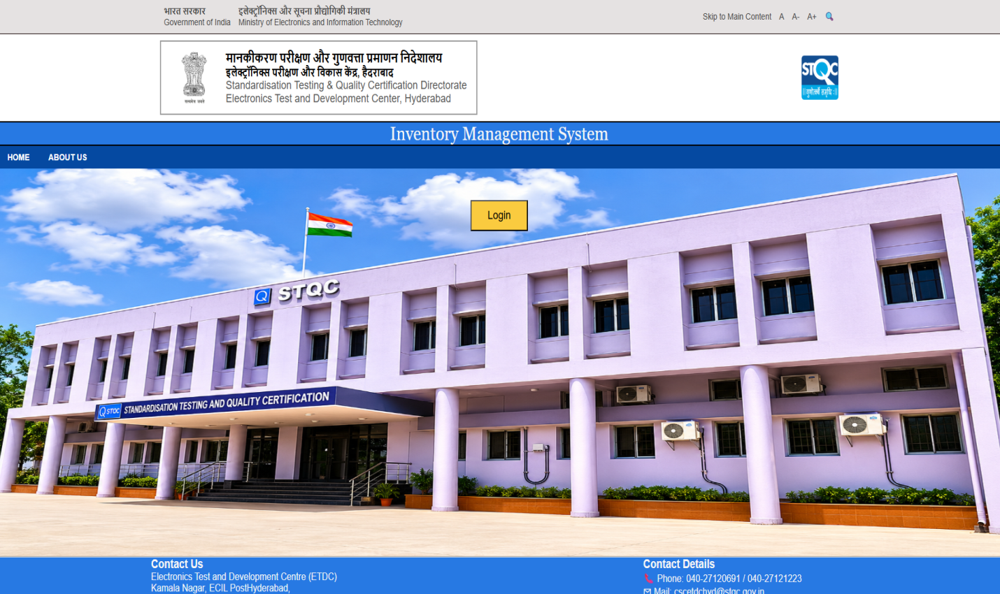 भारत सरकार
Government of India
इलेक्ट्रॉनिक्स और सूचना प्रौद्योगिकी मंत्रालय
Ministry of Electronics and Information Technology
Skip to Main Content A A- A+
सत्यमेव जयते
मानकीकरण परीक्षण और गुणवत्ता प्रमाणन निदेशालय
इलेक्ट्रॉनिक्स परीक्षण और विकास केंद्र, हैदराबाद
Standardisation Testing & Quality Certification Directorate
Electronics Test and Development Center, Hyderabad
STQC
Inventory Management System
HOME ABOUT US
Login
Q STQC
Q STQC STANDARDISATION TESTING AND QUALITY CERTIFICATION
Contact Us
Electronics Test and Development Centre (ETDC)
Kamala Nagar, ECIL PostHyderabad,
Contact Details
Phone: 040-27120691 / 040-27121223
Mail: cscetdchyd@stqc.gov.in